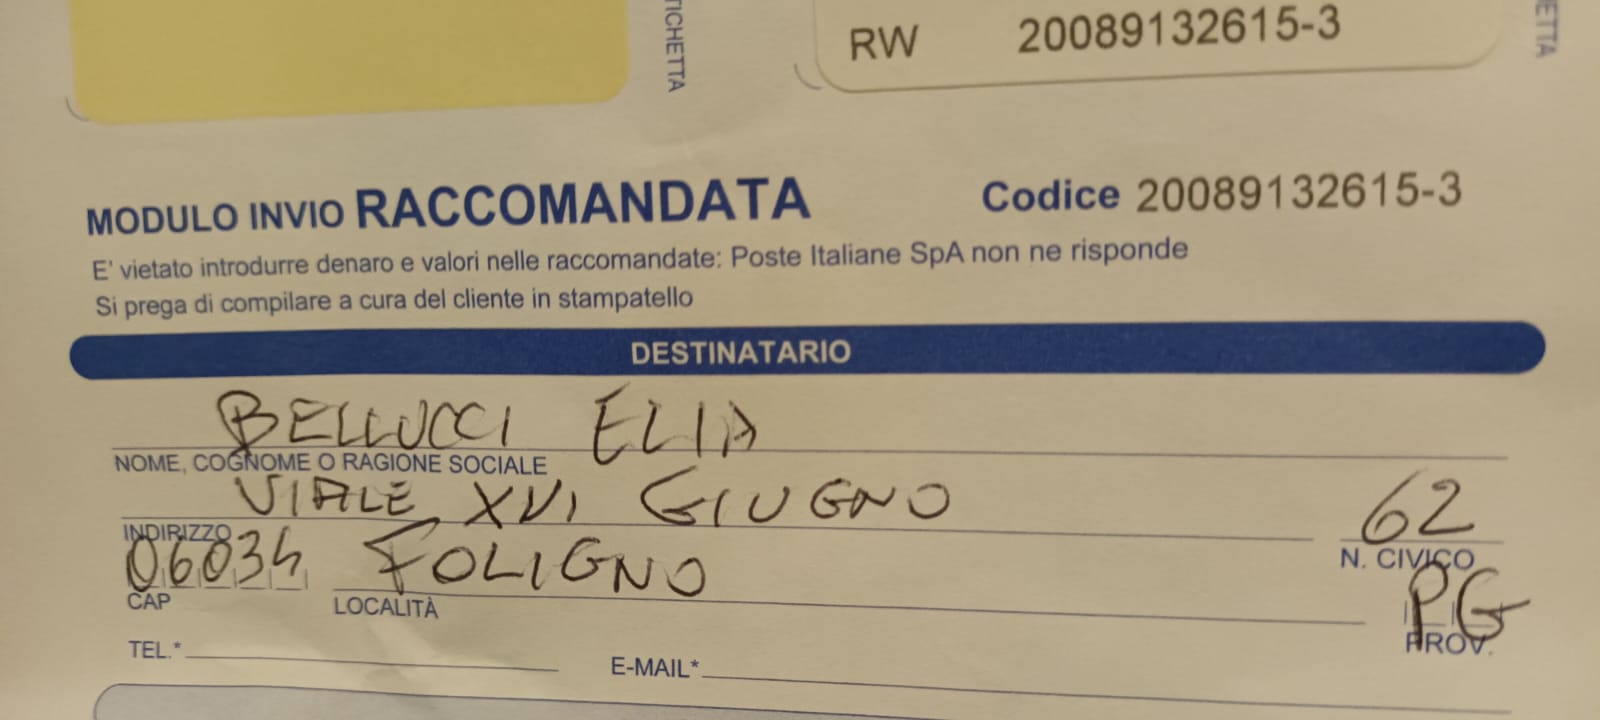 TICHETTA
RW 20089132615-3
ETTA
MODULO INVIO RACCOMANDATA
Codice 20089132615-3
E' vietato introdurre denaro e valori nelle raccomandate: Poste Italiane SpA non ne risponde
Si prega di compilare a cura del cliente in stampatello
DESTINATARIO
BELLUCCI ELIA
NOME, COGNOME O RAGIONE SOCIALE
VIALE XVI GIUGNO 62
INDIRIZZO N. CIVICO
06034 FOLIGNO PG
CAP LOCALITÀ PROV.
TEL.* E-MAIL*